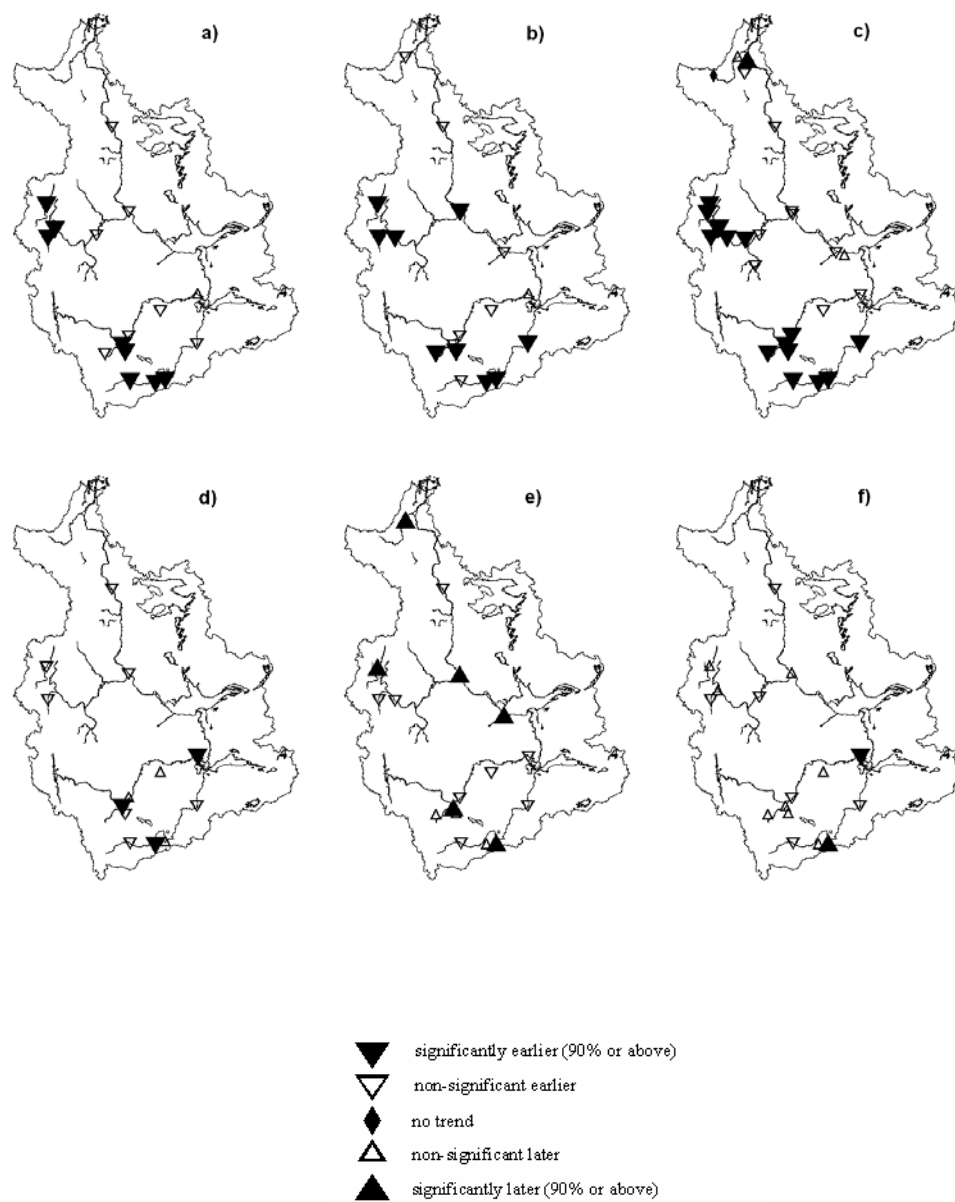 a)
b)
c)
d)
e)
f)
significantly earlier (90% or above)
non-significant earlier
no trend
non-significant later
significantly later (90% or above)